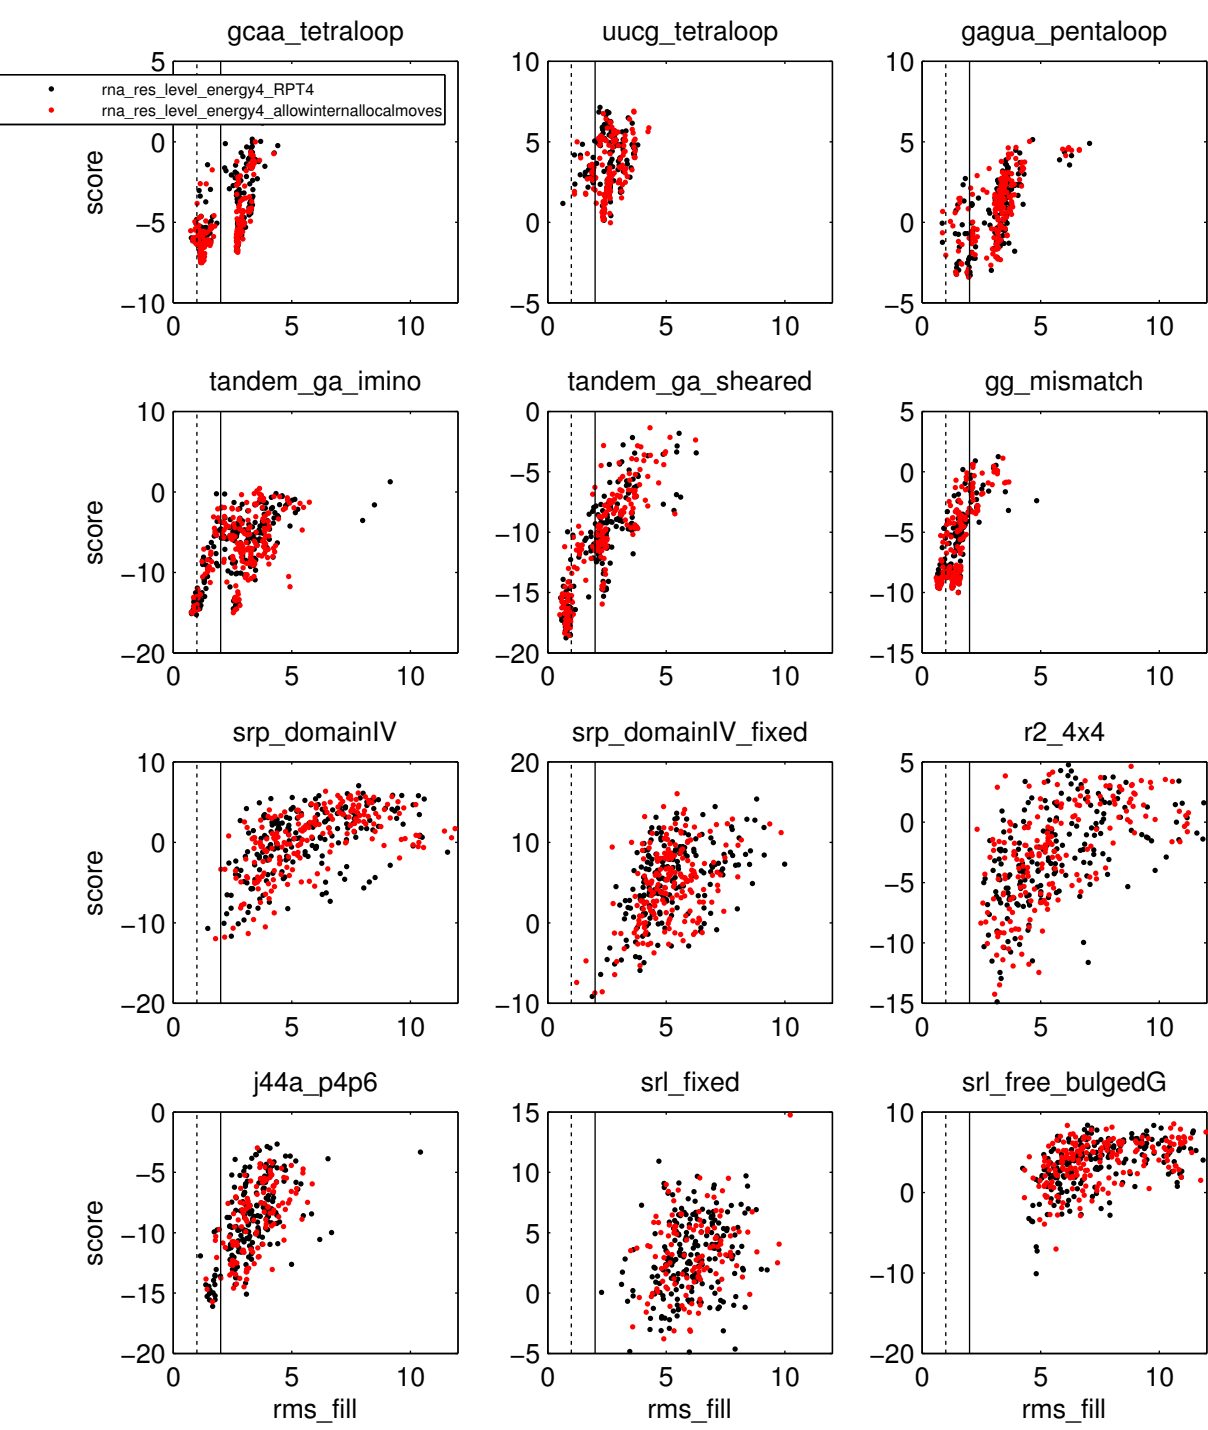 gcaa_tetraloop
uucg_tetraloop
gagua_pentaloop
5
0
−5
−10
0 5 10
score
rna_res_level_energy4_RPT4
rna_res_level_energy4_allowinternallocalmoves
10
5
0
−5
0 5 10
10
5
0
−5
0 5 10
tandem_ga_imino
tandem_ga_sheared
gg_mismatch
10
0
−10
−20
0 5 10
score
0
−5
−10
−15
−20
0 5 10
5
0
−5
−10
−15
0 5 10
srp_domainIV
srp_domainIV_fixed
r2_4x4
10
0
−10
−20
0 5 10
score
20
10
0
−10
0 5 10
5
0
−5
−10
−15
0 5 10
j44a_p4p6
srl_fixed
srl_free_bulgedG
0
−5
−10
−15
−20
0 5 10
score
rms_fill
15
10
5
0
−5
0 5 10
rms_fill
10
0
−10
−20
0 5 10
rms_fill